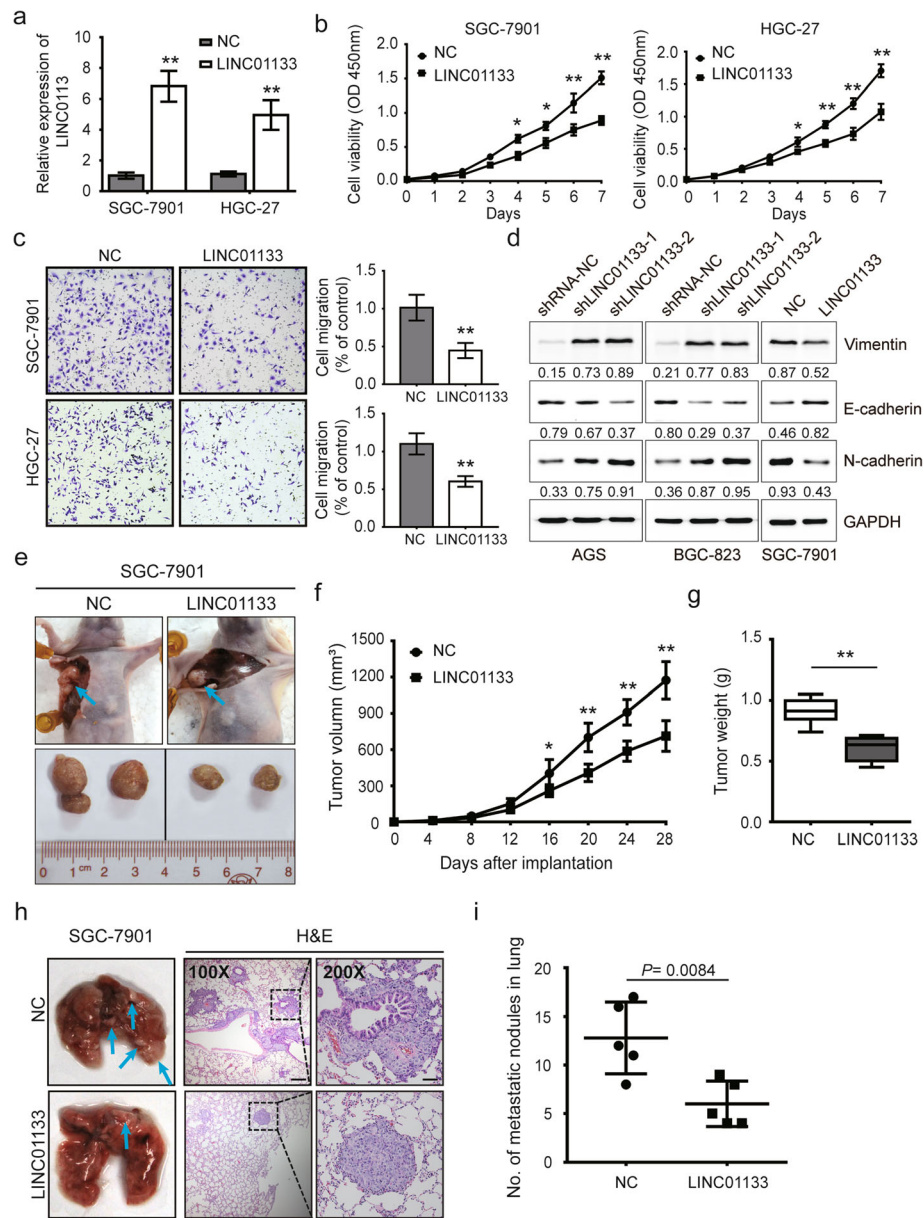 a
Relative expression of
LINC0113
10
8
6
4
2
0
NC
LINC01133
**
**
SGC-7901
HGC-27
b
SGC-7901
Cell viability (OD 450nm)
2.0
1.5
1.0
0.5
0.0
NC
LINC01133
*
*
**
**
0 1 2 3 4 5 6 7
Days
HGC-27
Cell viability (OD 450nm)
2.0
1.5
1.0
0.5
0.0
NC
LINC01133
*
**
**
**
0 1 2 3 4 5 6 7
Days
c
NC
LINC01133
SGC-7901
HGC-27
Cell migration
(% of control)
1.5
1.0
0.5
0.0
**
NC
LINC01133
Cell migration
(% of control)
1.5
1.0
0.5
0.0
**
NC
LINC01133
d
shRNA-NC
shLINC01133-1
shLINC01133-2
shRNA-NC
shLINC01133-1
shLINC01133-2
NC
LINC01133
Vimentin
0.15 0.73 0.89 0.21 0.77 0.83 0.87 0.52
E-cadherin
0.79 0.67 0.37 0.80 0.29 0.37 0.46 0.82
N-cadherin
0.33 0.75 0.91 0.36 0.87 0.95 0.93 0.43
GAPDH
AGS BGC-823 SGC-7901
e
SGC-7901
NC
LINC01133
0 1 cm 2 3 4 5 6 7 8
f
Tumor volumn (mm³)
1500
1200
900
600
300
0
NC
LINC01133
*
**
**
**
0 4 8 12 16 20 24 28
Days after implantation
g
Tumor weight (g)
1.5
1.0
0.5
0.0
**
NC
LINC01133
h
SGC-7901
H&E
NC
100X
200X
LINC01133
i
No. of metastatic nodules in lung
20
15
10
5
0
P= 0.0084
NC
LINC01133